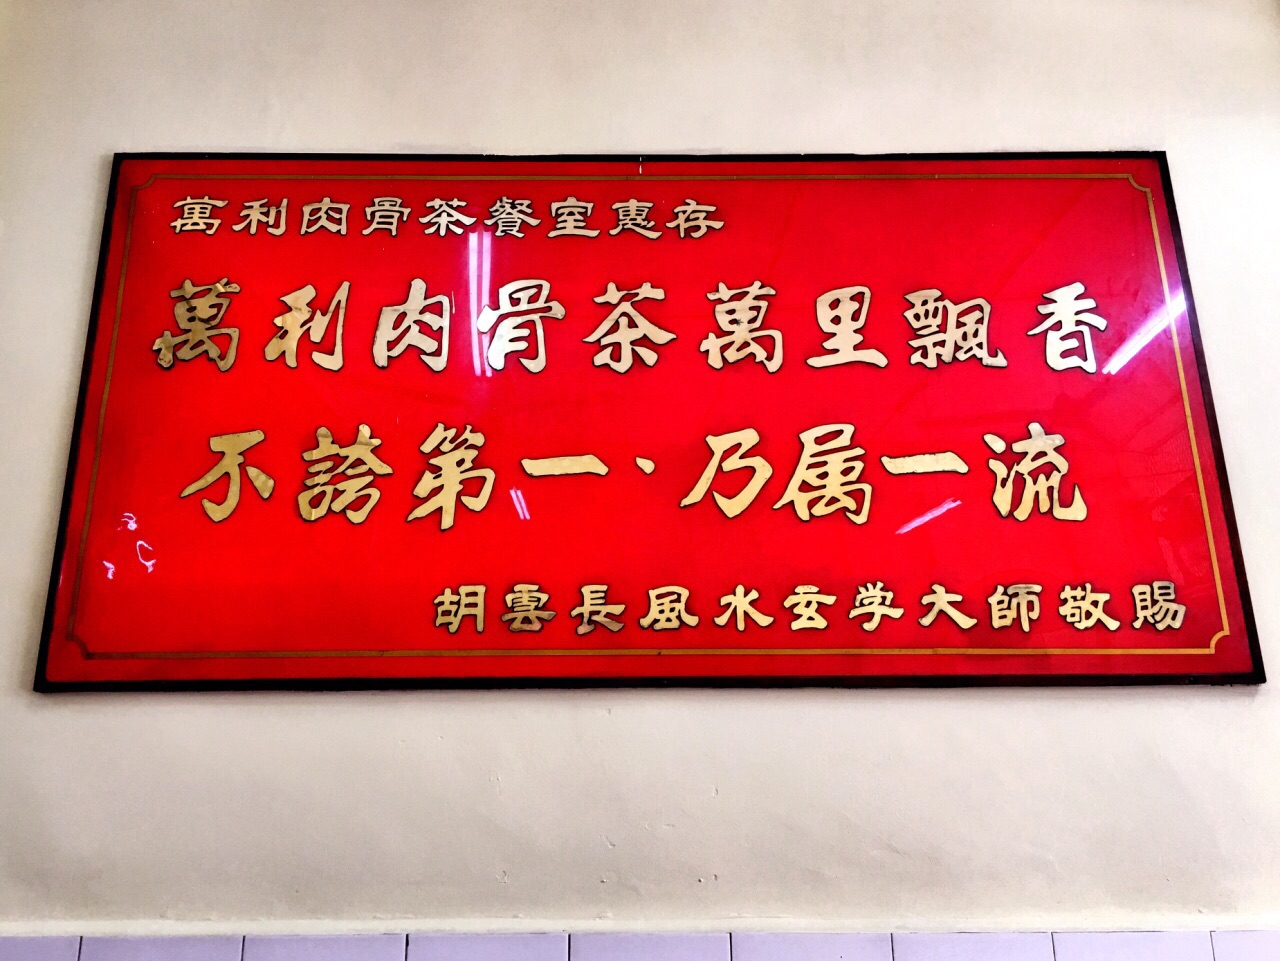 萬利肉骨茶餐室惠存
萬利肉骨茶萬里飄香
不誇第一·乃属一流
胡雲長風水玄学大師敬賜